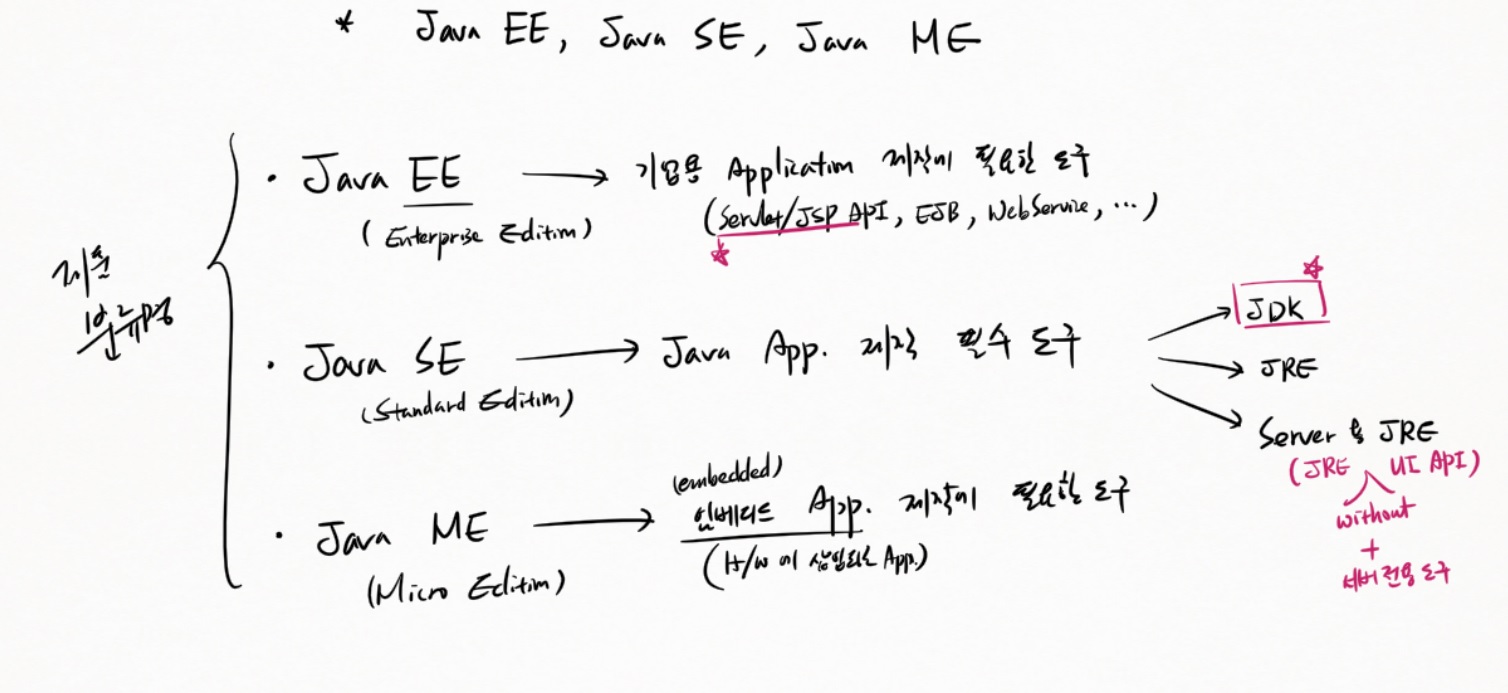 * Java EE, Java SE, Java ME
제품
분류명
· Java EE → 기업용 Application 제작에 필요한 도구
(Enterprise Edition)
(Servlet/JSP API, EJB, WebService, ...)
· Java SE → Java App. 제작 필수 도구
(Standard Edition)
JDK
JRE
Server & JRE
(JRE UI API)
without
+
서버 전용 도구
(embedded)
· Java ME → 임베디드 App. 제작에 필요한 도구
(Micro Edition)
(H/W에 삽입되는 App.)